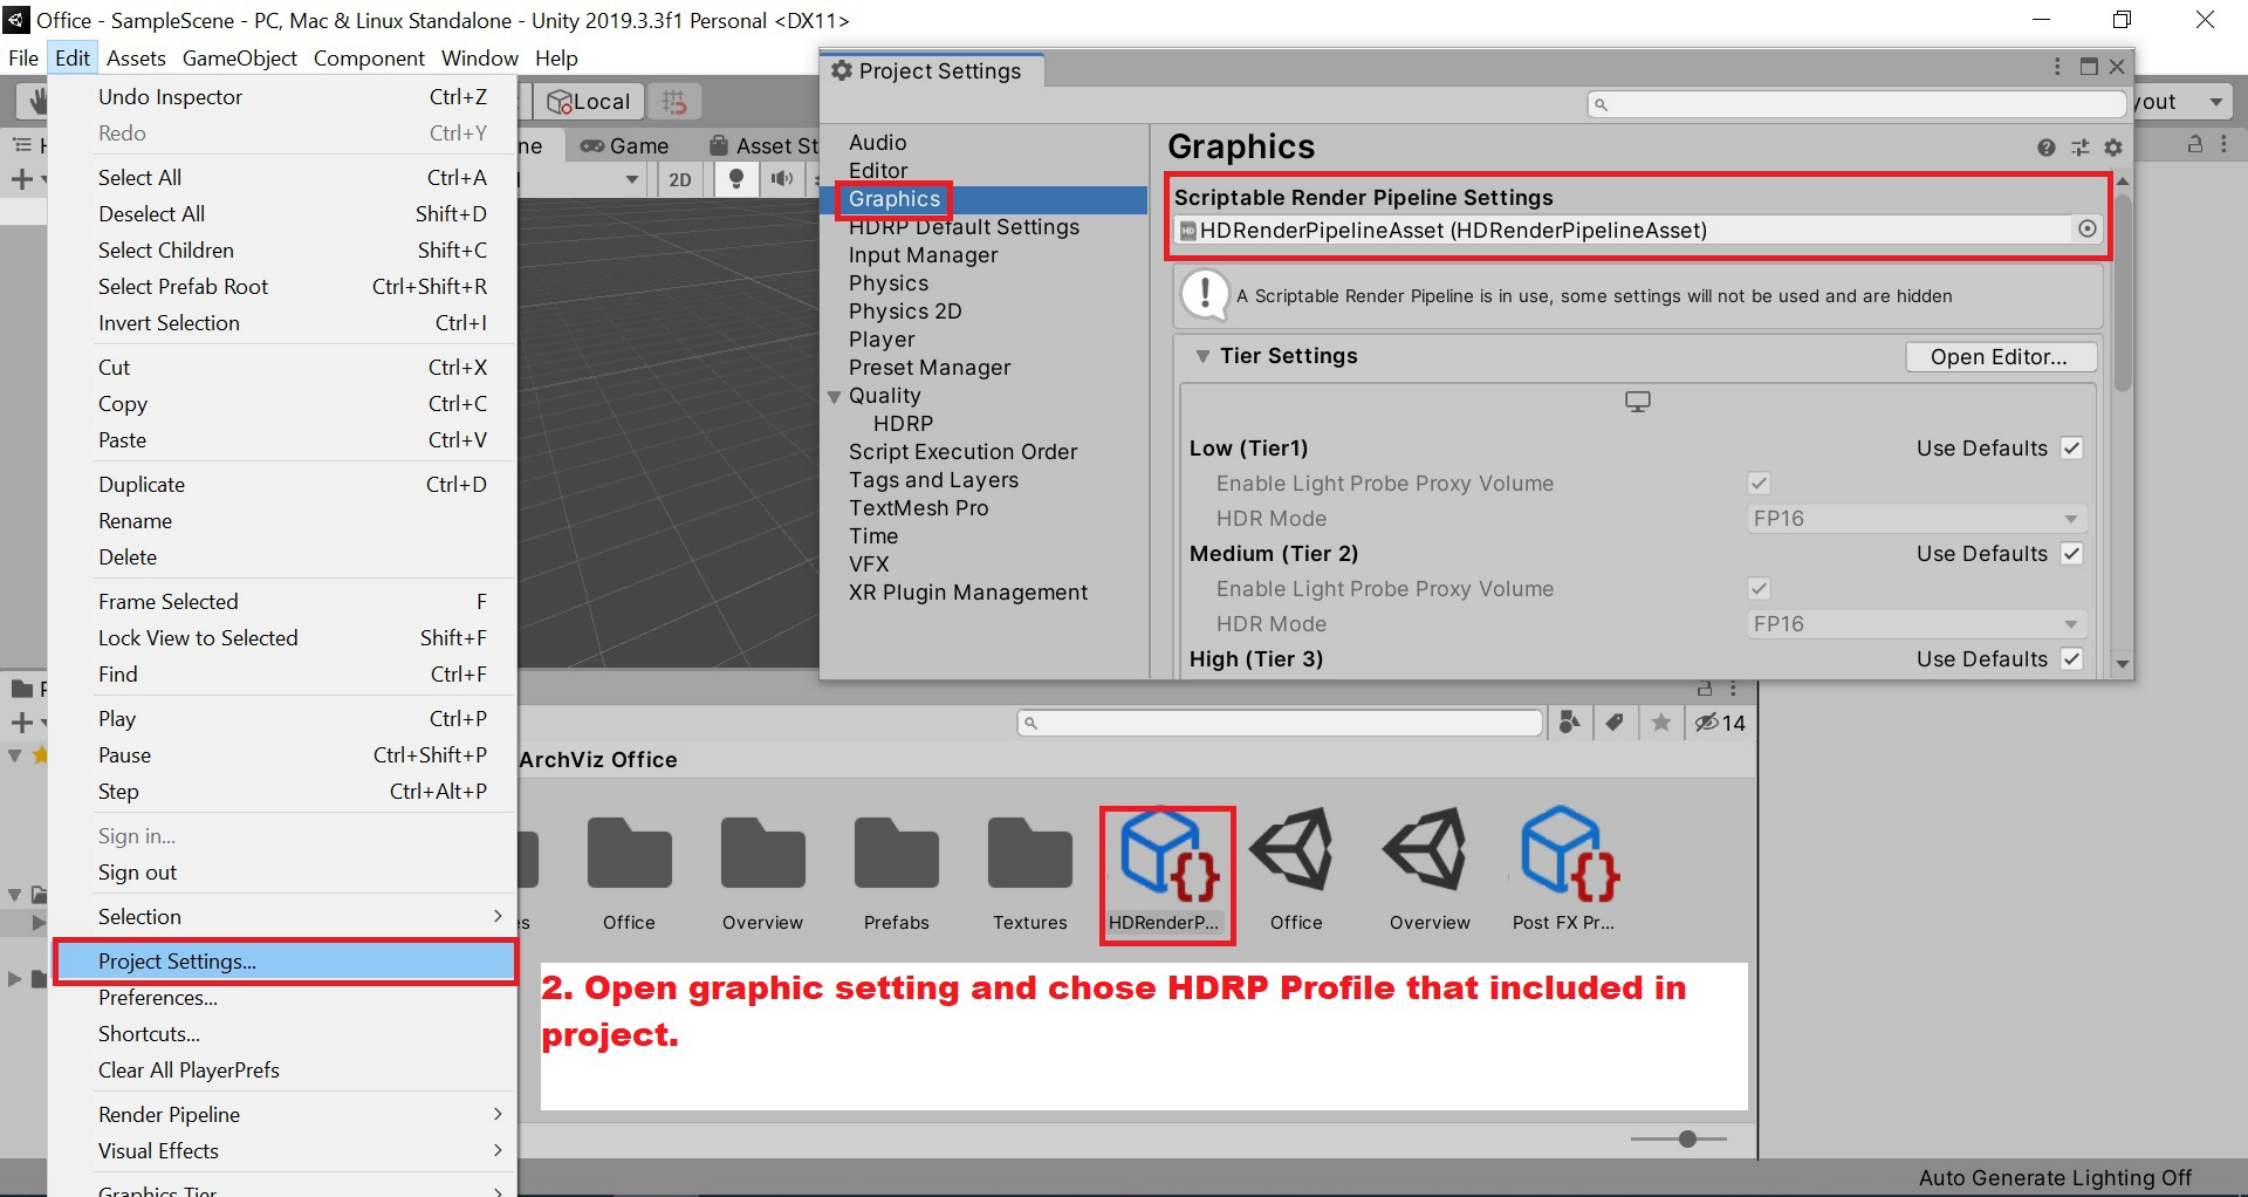 Office - SampleScene - PC, Mac & Linux Standalone - Unity 2019.3.3f1 Personal <DX11>
File Edit Assets GameObject Component Window Help
Undo Inspector Ctrl+Z
Redo Ctrl+Y
Select All Ctrl+A
Deselect All Shift+D
Select Children Shift+C
Select Prefab Root Ctrl+Shift+R
Invert Selection Ctrl+I
Cut Ctrl+X
Copy Ctrl+C
Paste Ctrl+V
Duplicate Ctrl+D
Rename
Delete
Frame Selected F
Lock View to Selected Shift+F
Find Ctrl+F
Play Ctrl+P
Pause Ctrl+Shift+P
Step Ctrl+Alt+P
Sign in...
Sign out
Selection
Project Settings...
Preferences...
Shortcuts...
Clear All PlayerPrefs
Render Pipeline
Visual Effects
Graphics Tier
Local
ne Game Asset St
2D
yout
Project Settings
Audio
Editor
Graphics
HDRP Default Settings
Input Manager
Physics
Physics 2D
Player
Preset Manager
Quality
HDRP
Script Execution Order
Tags and Layers
TextMesh Pro
Time
VFX
XR Plugin Management
Graphics
Scriptable Render Pipeline Settings
HDRenderPipelineAsset (HDRenderPipelineAsset)
A Scriptable Render Pipeline is in use, some settings will not be used and are hidden
Tier Settings Open Editor...
Low (Tier1) Use Defaults
Enable Light Probe Proxy Volume
HDR Mode FP16
Medium (Tier 2) Use Defaults
Enable Light Probe Proxy Volume
HDR Mode FP16
High (Tier 3) Use Defaults
14
ArchViz Office
es Office Overview Prefabs Textures HDRenderP... Office Overview Post FX Pr...
2. Open graphic setting and chose HDRP Profile that included in
project.
Auto Generate Lighting Off